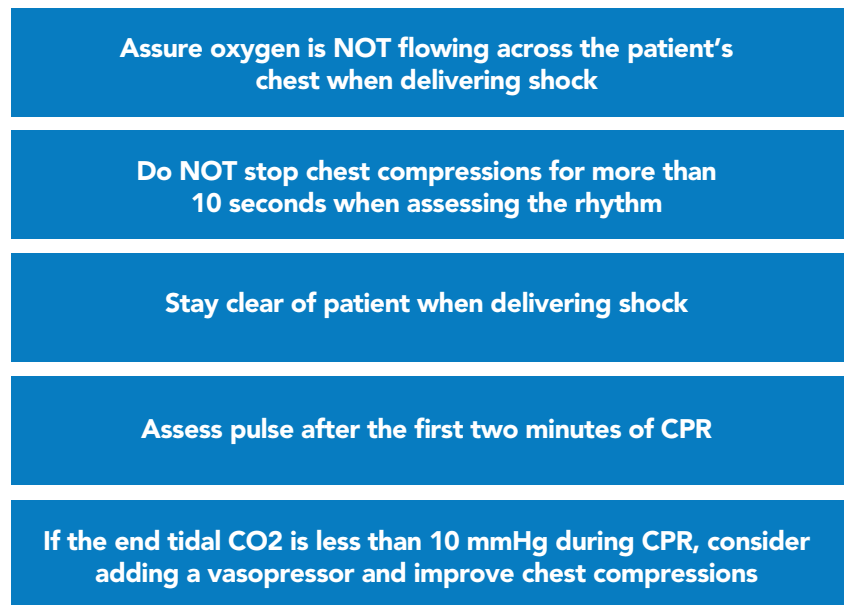 Assure oxygen is NOT flowing across the patient’s
chest when delivering shock
Do NOT stop chest compressions for more than
10 seconds when assessing the rhythm
Stay clear of patient when delivering shock
Assess pulse after the first two minutes of CPR
If the end tidal CO2 is less than 10 mmHg during CPR, consider
adding a vasopressor and improve chest compressions